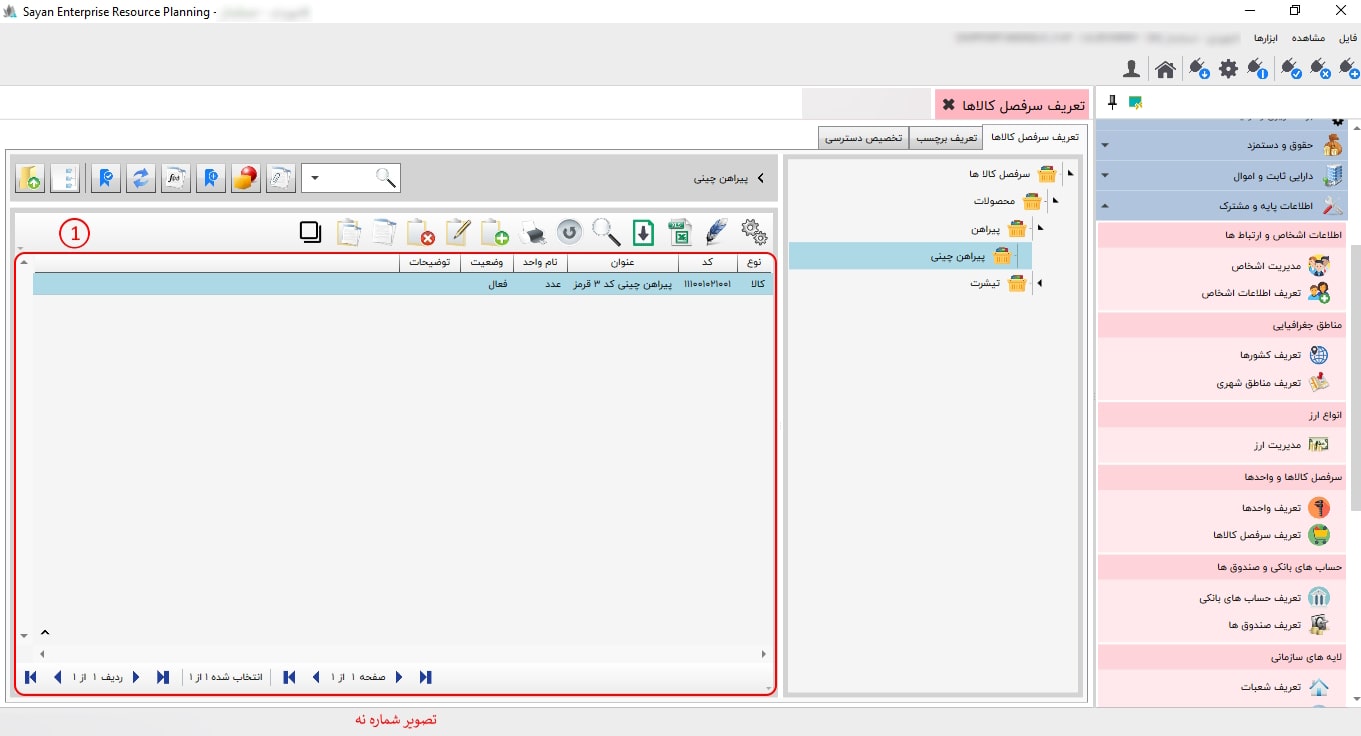 Sayan Enterprise Resource Planning -
فایل مشاهده ابزارها
تعریف سرفصل کالاها
تعریف سرفصل کالاها تعریف برچسب تخصیص دسترسی
حقوق و دستمزد
دارایی ثابت و اموال
اطلاعات پایه و مشترک
اطلاعات اشخاص و ارتباط ها
مدیریت اشخاص
تعریف اطلاعات اشخاص
مناطق جغرافیایی
تعریف کشورها
تعریف مناطق شهری
انواع ارز
مدیریت ارز
سرفصل کالاها و واحدها
تعریف واحدها
تعریف سرفصل کالاها
حساب های بانکی و صندوق ها
تعریف حساب های بانکی
تعریف صندوق ها
لایه های سازمانی
تعریف شعبات
سرفصل کالا ها
محصولات
پیراهن
پیراهن چینی
تیشرت
پیراهن چینی
f(x)
1
نوع کد عنوان نام واحد وضعیت توضیحات
کالا ۱۱۱۰۰۱۰۲۱۰۰۱ پیراهن چینی کد ۳ قرمز عدد فعال
صفحه ۱ از ۱ انتخاب شده ۱ از ۱ ردیف ۱ از ۱
تصویر شماره نه